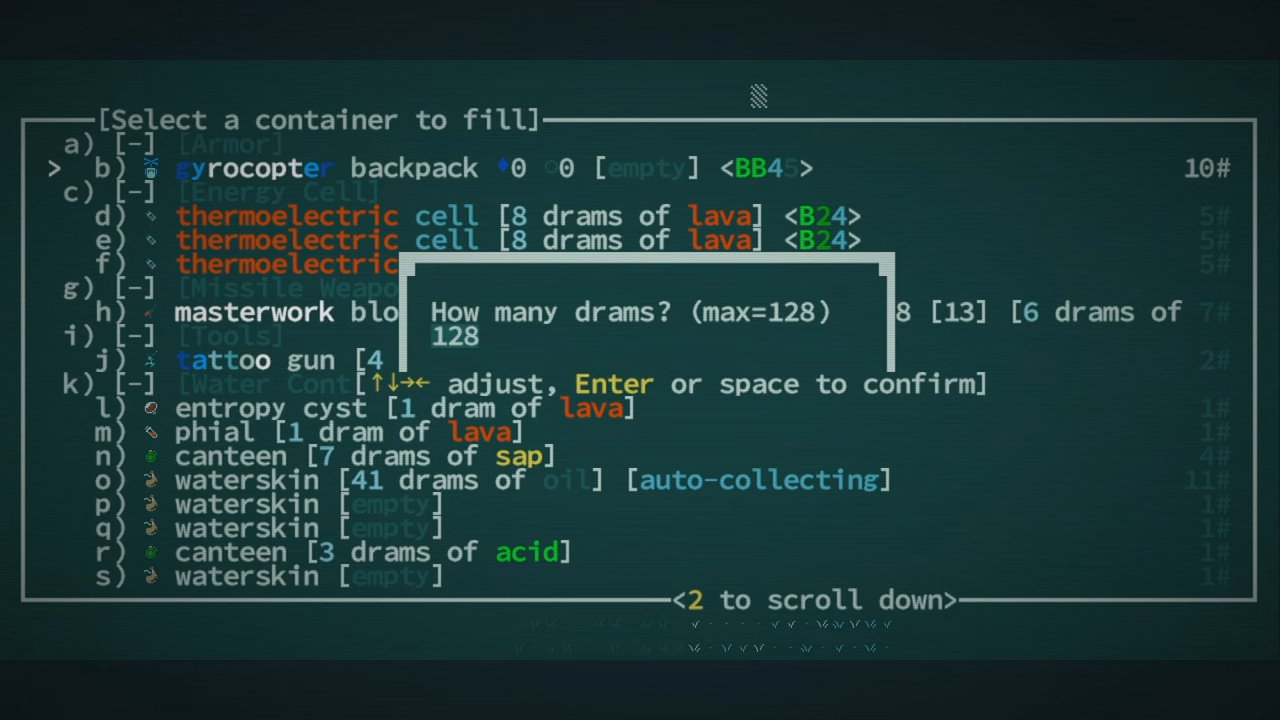 [Select a container to fill]
a) [-] [Armor]
> b) gyrocopter backpack ♦0 ○0 [empty] <BB45> 10#
c) [-] [Energy Cell]
d) thermoelectric cell [8 drams of lava] <B24> 5#
e) thermoelectric cell [8 drams of lava] <B24> 5#
f) thermoelectric 5#
g) [-] [Missile Weapo
How many drams? (max=128)
128
[↑↓→← adjust, Enter or space to confirm]
h) masterwork blo 8 [13] [6 drams of 7#
i) [-] [Tools]
j) tattoo gun [4 2#
k) [-] [Water Cont
l) entropy cyst [1 dram of lava] 1#
m) phial [1 dram of lava] 1#
n) canteen [7 drams of sap] 4#
o) waterskin [41 drams of oil] [auto-collecting] 11#
p) waterskin [empty] 1#
q) waterskin [empty] 1#
r) canteen [3 drams of acid] 1#
s) waterskin [empty] 1#
<2 to scroll down>